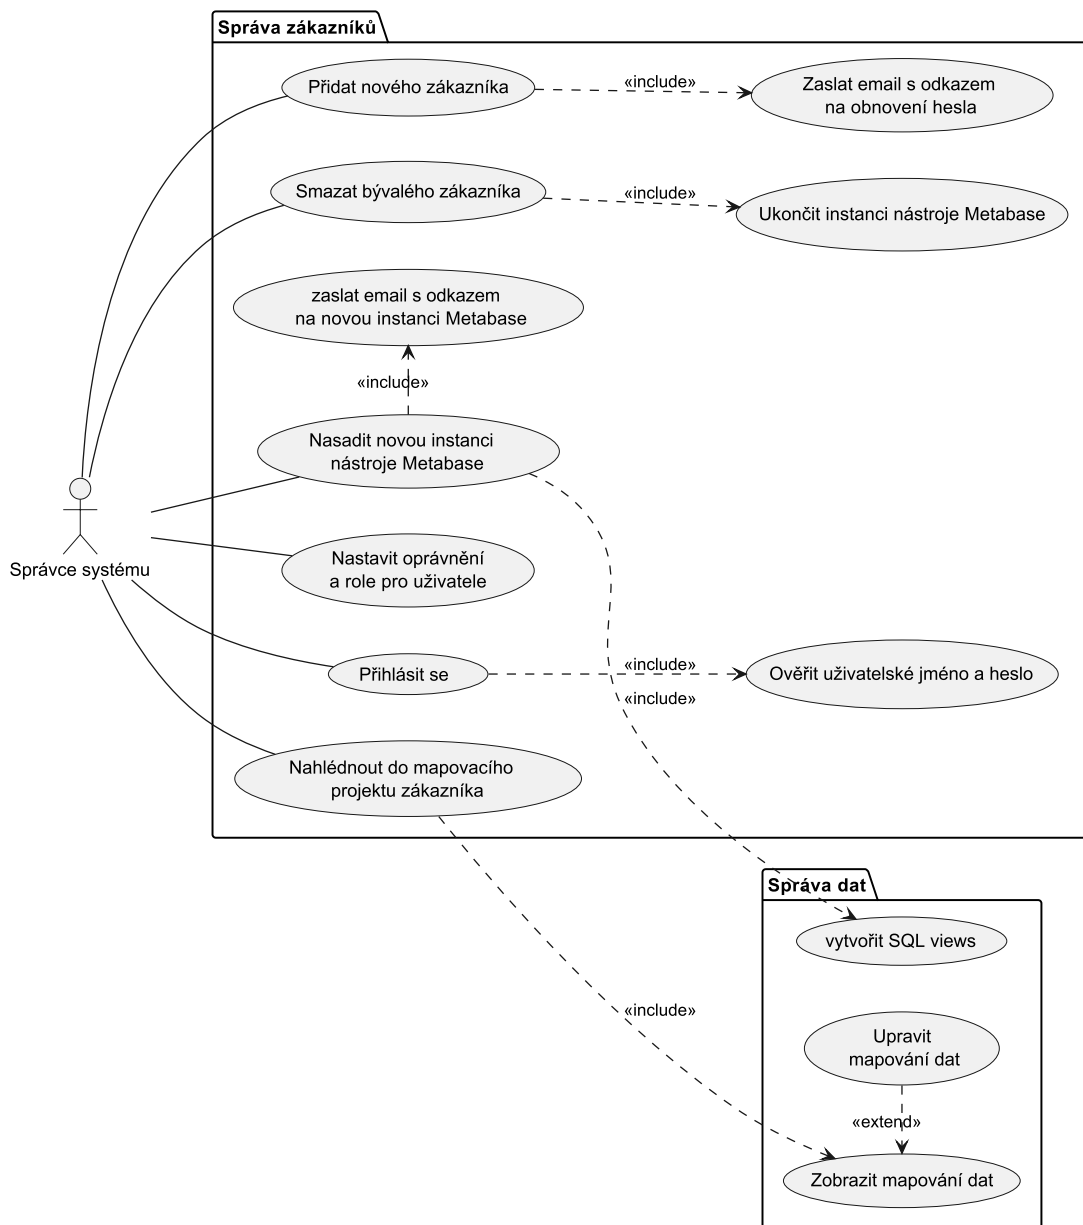 Správa zákazníků
Přidat nového zákazníka
«include»
Zaslat email s odkazem
na obnovení hesla
Smazat bývalého zákazníka
«include»
Ukončit instanci nástroje Metabase
zaslat email s odkazem
na novou instanci Metabase
«include»
Nasadit novou instanci
nástroje Metabase
Správce systému
Nastavit oprávnění
a role pro uživatele
Přihlásit se
«include»
Ověřit uživatelské jméno a heslo
«include»
Nahlédnout do mapovacího
projektu zákazníka
Správa dat
vytvořit SQL views
«include»
Upravit
mapování dat
«extend»
Zobrazit mapování dat